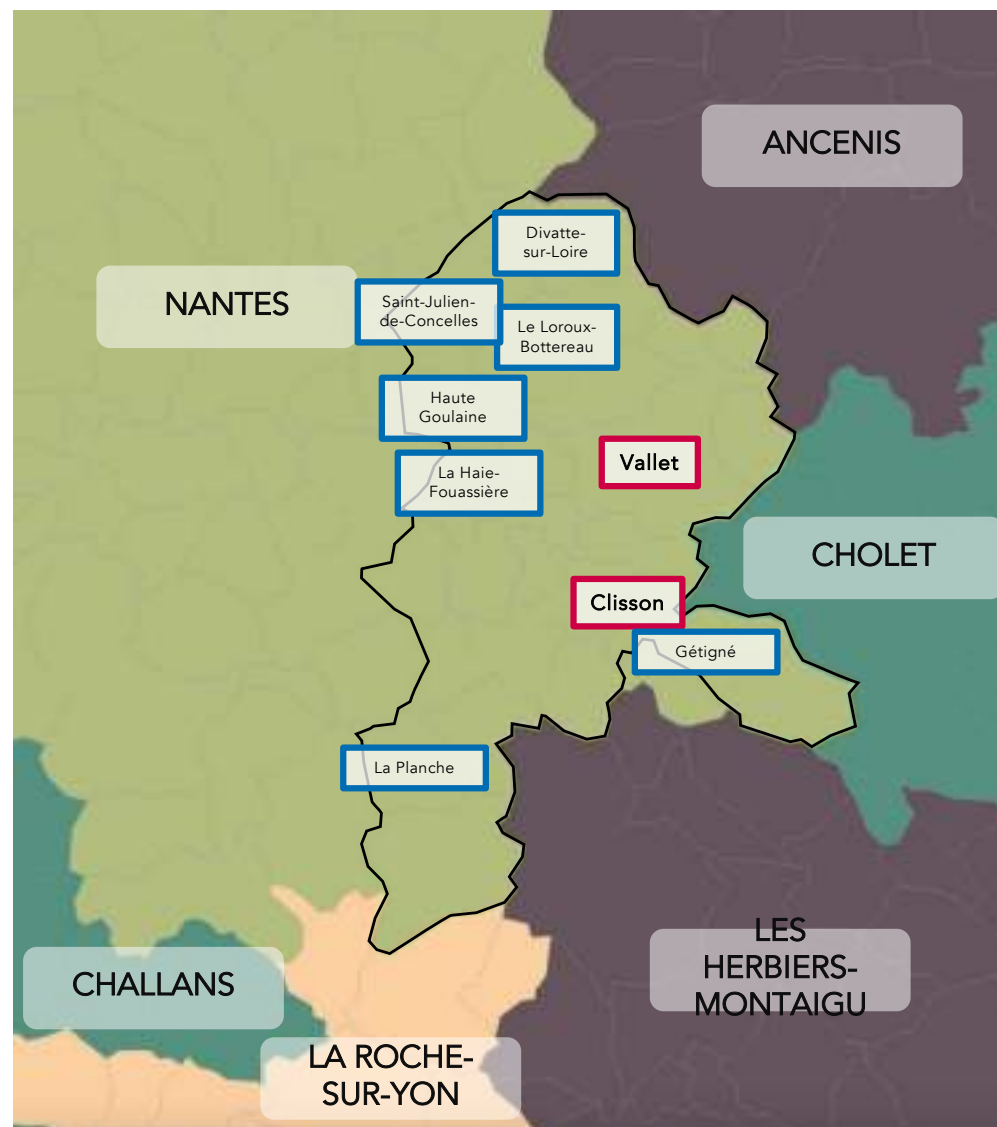 ANCENIS
Divatte-
sur-Loire
NANTES
Saint-Julien-
de-Concelles
Le Loroux-
Bottereau
Haute
Goulaine
Vallet
La Haie-
Fouassière
CHOLET
Clisson
Gétigné
La Planche
LES
HERBIERS-
MONTAIGU
CHALLANS
LA ROCHE-
SUR-YON